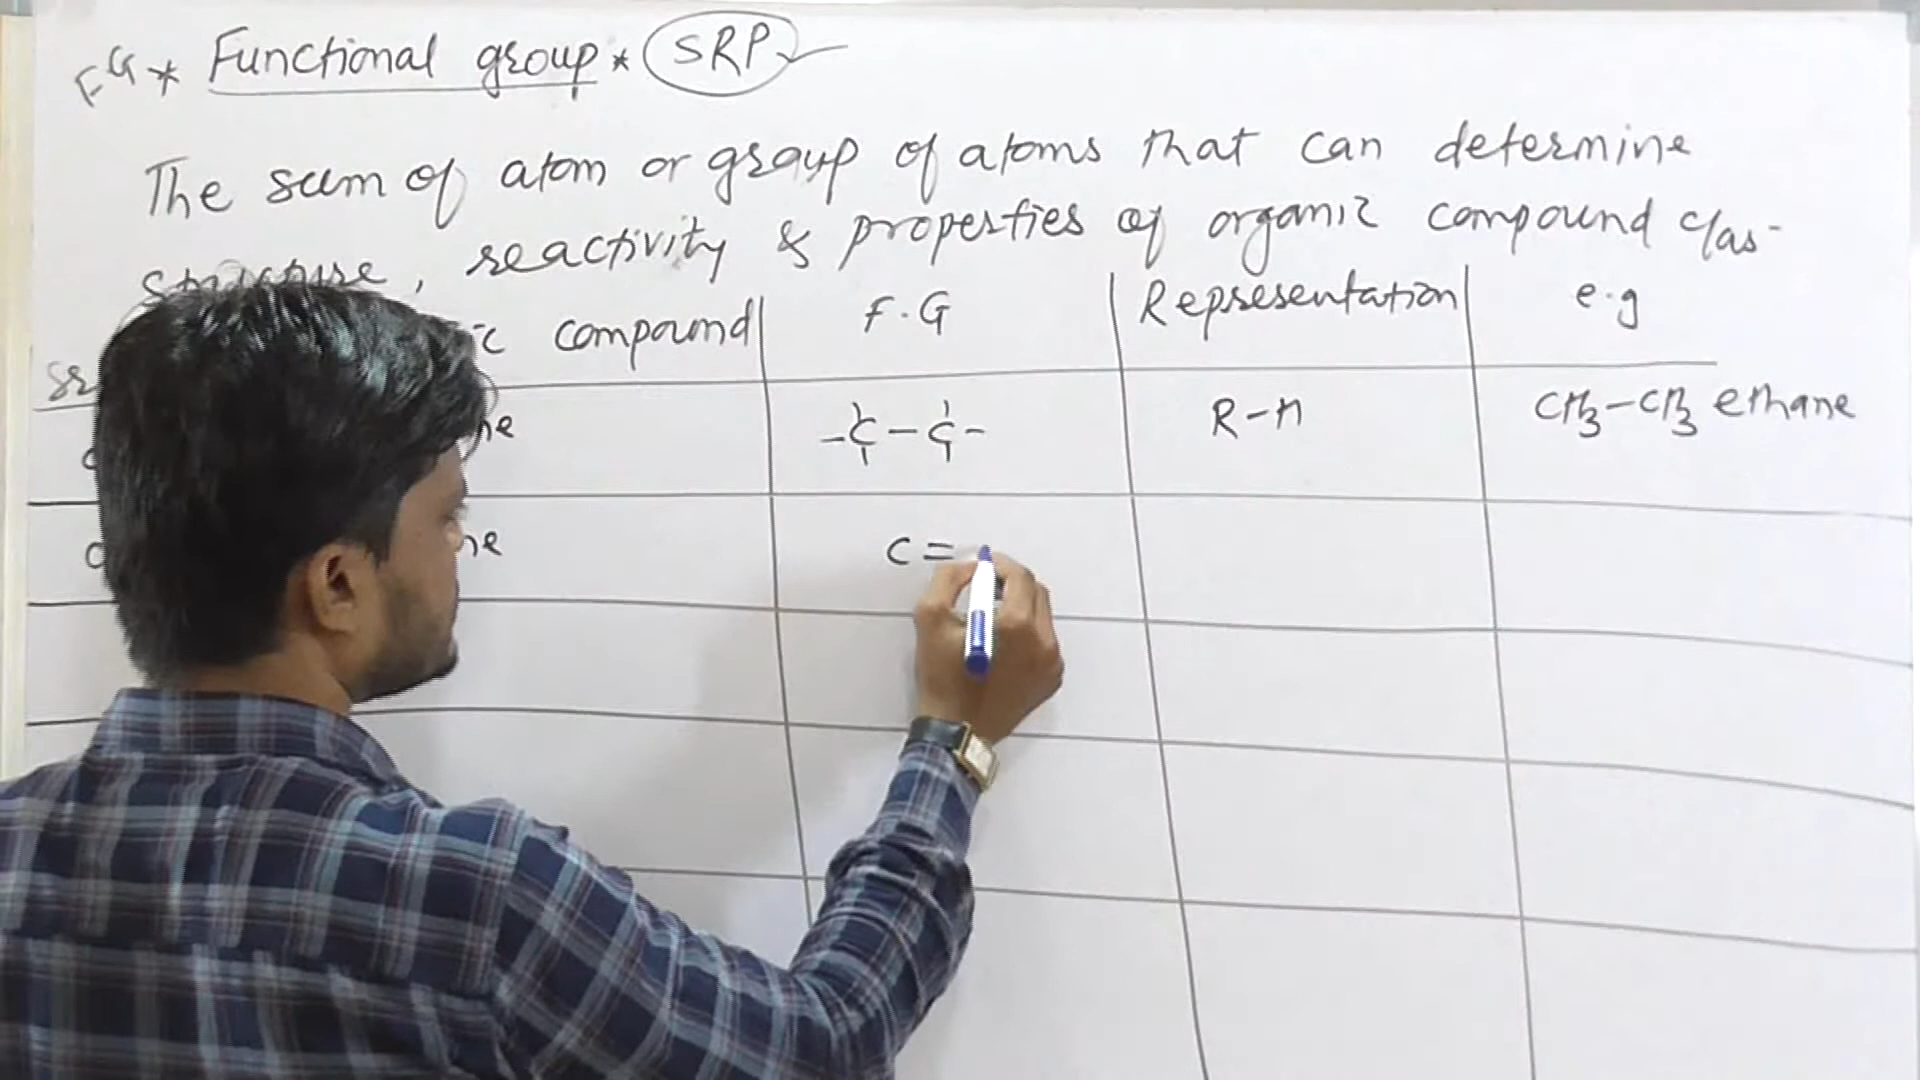 FG * Functional group * SRP
The sum of atom or group of atoms that can determine
structure, reactivity & properties of organic compound clas-
compound F.G Representation e.g
-C-C- R-H CH3-CH3 ethane
C=